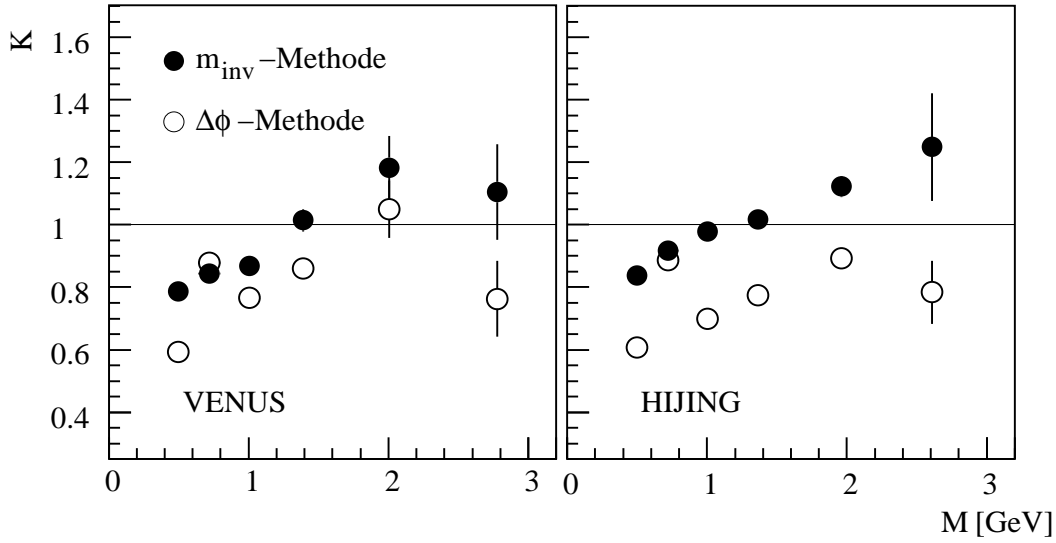 K
1.6
1.4
1.2
1
0.8
0.6
0.4
m inv –Methode
Δϕ –Methode
VENUS
HIJING
0 1 2 3
0 1 2 3
M [GeV]